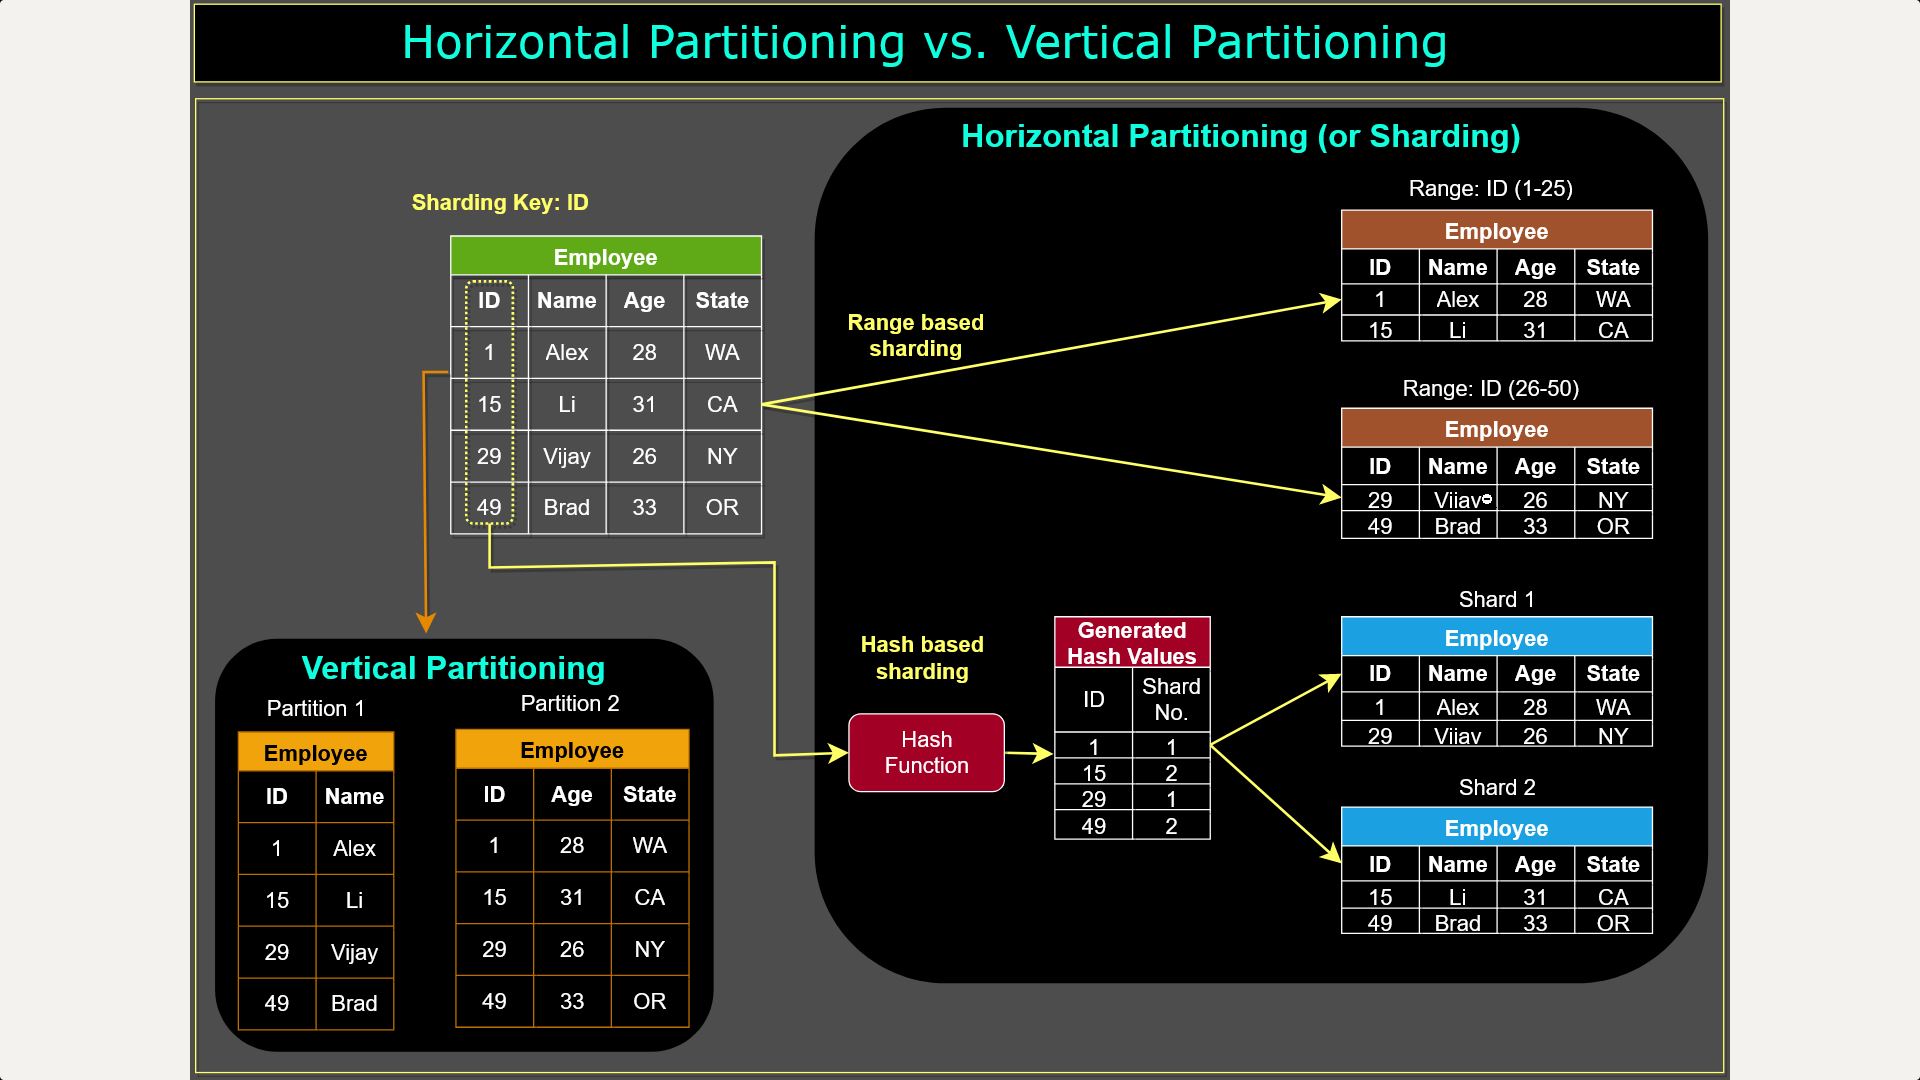 Horizontal Partitioning vs. Vertical Partitioning
Sharding Key: ID
Employee
ID Name Age State
1 Alex 28 WA
15 Li 31 CA
29 Vijay 26 NY
49 Brad 33 OR
Vertical Partitioning
Partition 1
Employee
ID Name
1 Alex
15 Li
29 Vijay
49 Brad
Partition 2
Employee
ID Age State
1 28 WA
15 31 CA
29 26 NY
49 33 OR
Horizontal Partitioning (or Sharding)
Range based
sharding
Range: ID (1-25)
Employee
ID Name Age State
1 Alex 28 WA
15 Li 31 CA
Range: ID (26-50)
Employee
ID Name Age State
29 Vijay 26 NY
49 Brad 33 OR
Hash based
sharding
Hash
Function
Generated
Hash Values
ID Shard
No.
1 1
15 2
29 1
49 2
Shard 1
Employee
ID Name Age State
1 Alex 28 WA
29 Vijay 26 NY
Shard 2
Employee
ID Name Age State
15 Li 31 CA
49 Brad 33 OR